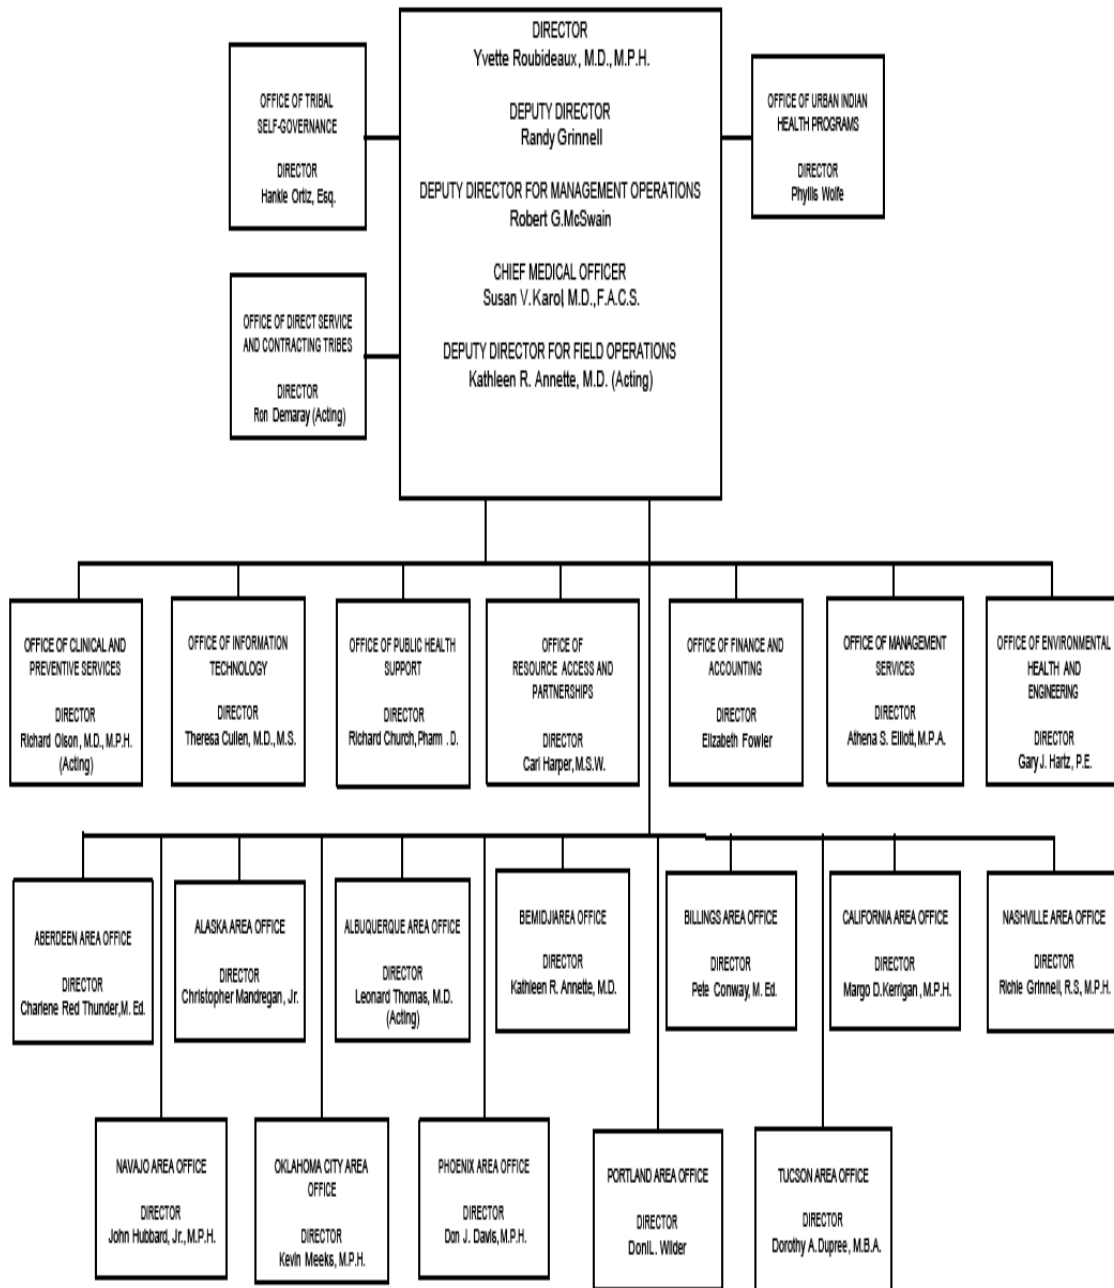 DIRECTOR
Yvette Roubideaux, M.D., M.P.H.
DEPUTY DIRECTOR
Randy Grinnell
DEPUTY DIRECTOR FOR MANAGEMENT OPERATIONS
Robert G.McSwain
CHIEF MEDICAL OFFICER
Susan V. Karol, M.D., F.A.C.S.
DEPUTY DIRECTOR FOR FIELD OPERATIONS
Kathleen R. Annette, M.D. (Acting)
OFFICE OF TRIBAL
SELF-GOVERNANCE
DIRECTOR
Hankie Ortiz, Esq.
OFFICE OF URBAN INDIAN
HEALTH PROGRAMS
DIRECTOR
Phyllis Wolfe
OFFICE OF DIRECT SERVICE
AND CONTRACTING TRIBES
DIRECTOR
Ron Demaray (Acting)
OFFICE OF CLINICAL AND
PREVENTIVE SERVICES
DIRECTOR
Richard Olson, M.D., M.P.H.
(Acting)
OFFICE OF INFORMATION
TECHNOLOGY
DIRECTOR
Theresa Cullen, M.D., M.S.
OFFICE OF PUBLIC HEALTH
SUPPORT
DIRECTOR
Richard Church, Pharm . D.
OFFICE OF
RESOURCE ACCESS AND
PARTNERSHIPS
DIRECTOR
Carl Harper, M.S.W.
OFFICE OF FINANCE AND
ACCOUNTING
DIRECTOR
Elizabeth Fowler
OFFICE OF MANAGEMENT
SERVICES
DIRECTOR
Athena S. Elliott, M.P.A.
OFFICE OF ENVIRONMENTAL
HEALTH AND
ENGINEERING
DIRECTOR
Gary J. Hartz, P.E.
ABERDEEN AREA OFFICE
DIRECTOR
Charlene Red Thunder, M. Ed.
ALASKA AREA OFFICE
DIRECTOR
Christopher Mandregan, Jr.
ALBUQUERQUE AREA OFFICE
DIRECTOR
Leonard Thomas, M.D.
(Acting)
BEMIDJI AREA OFFICE
DIRECTOR
Kathleen R. Annette, M.D.
BILLINGS AREA OFFICE
DIRECTOR
Pete Conway, M. Ed.
CALIFORNIA AREA OFFICE
DIRECTOR
Margo D.Kerrigan , M.P.H.
NASHVILLE AREA OFFICE
DIRECTOR
Richie Grinnell, R.S, M.P.H.
NAVAJO AREA OFFICE
DIRECTOR
John Hubbard, Jr., M.P.H.
OKLAHOMA CITY AREA
OFFICE
DIRECTOR
Kevin Meeks, M.P.H.
PHOENIX AREA OFFICE
DIRECTOR
Don J. Davis, M.P.H.
PORTLAND AREA OFFICE
DIRECTOR
Doni L. Wilder
TUCSON AREA OFFICE
DIRECTOR
Dorothy A. Dupree, M.B.A.